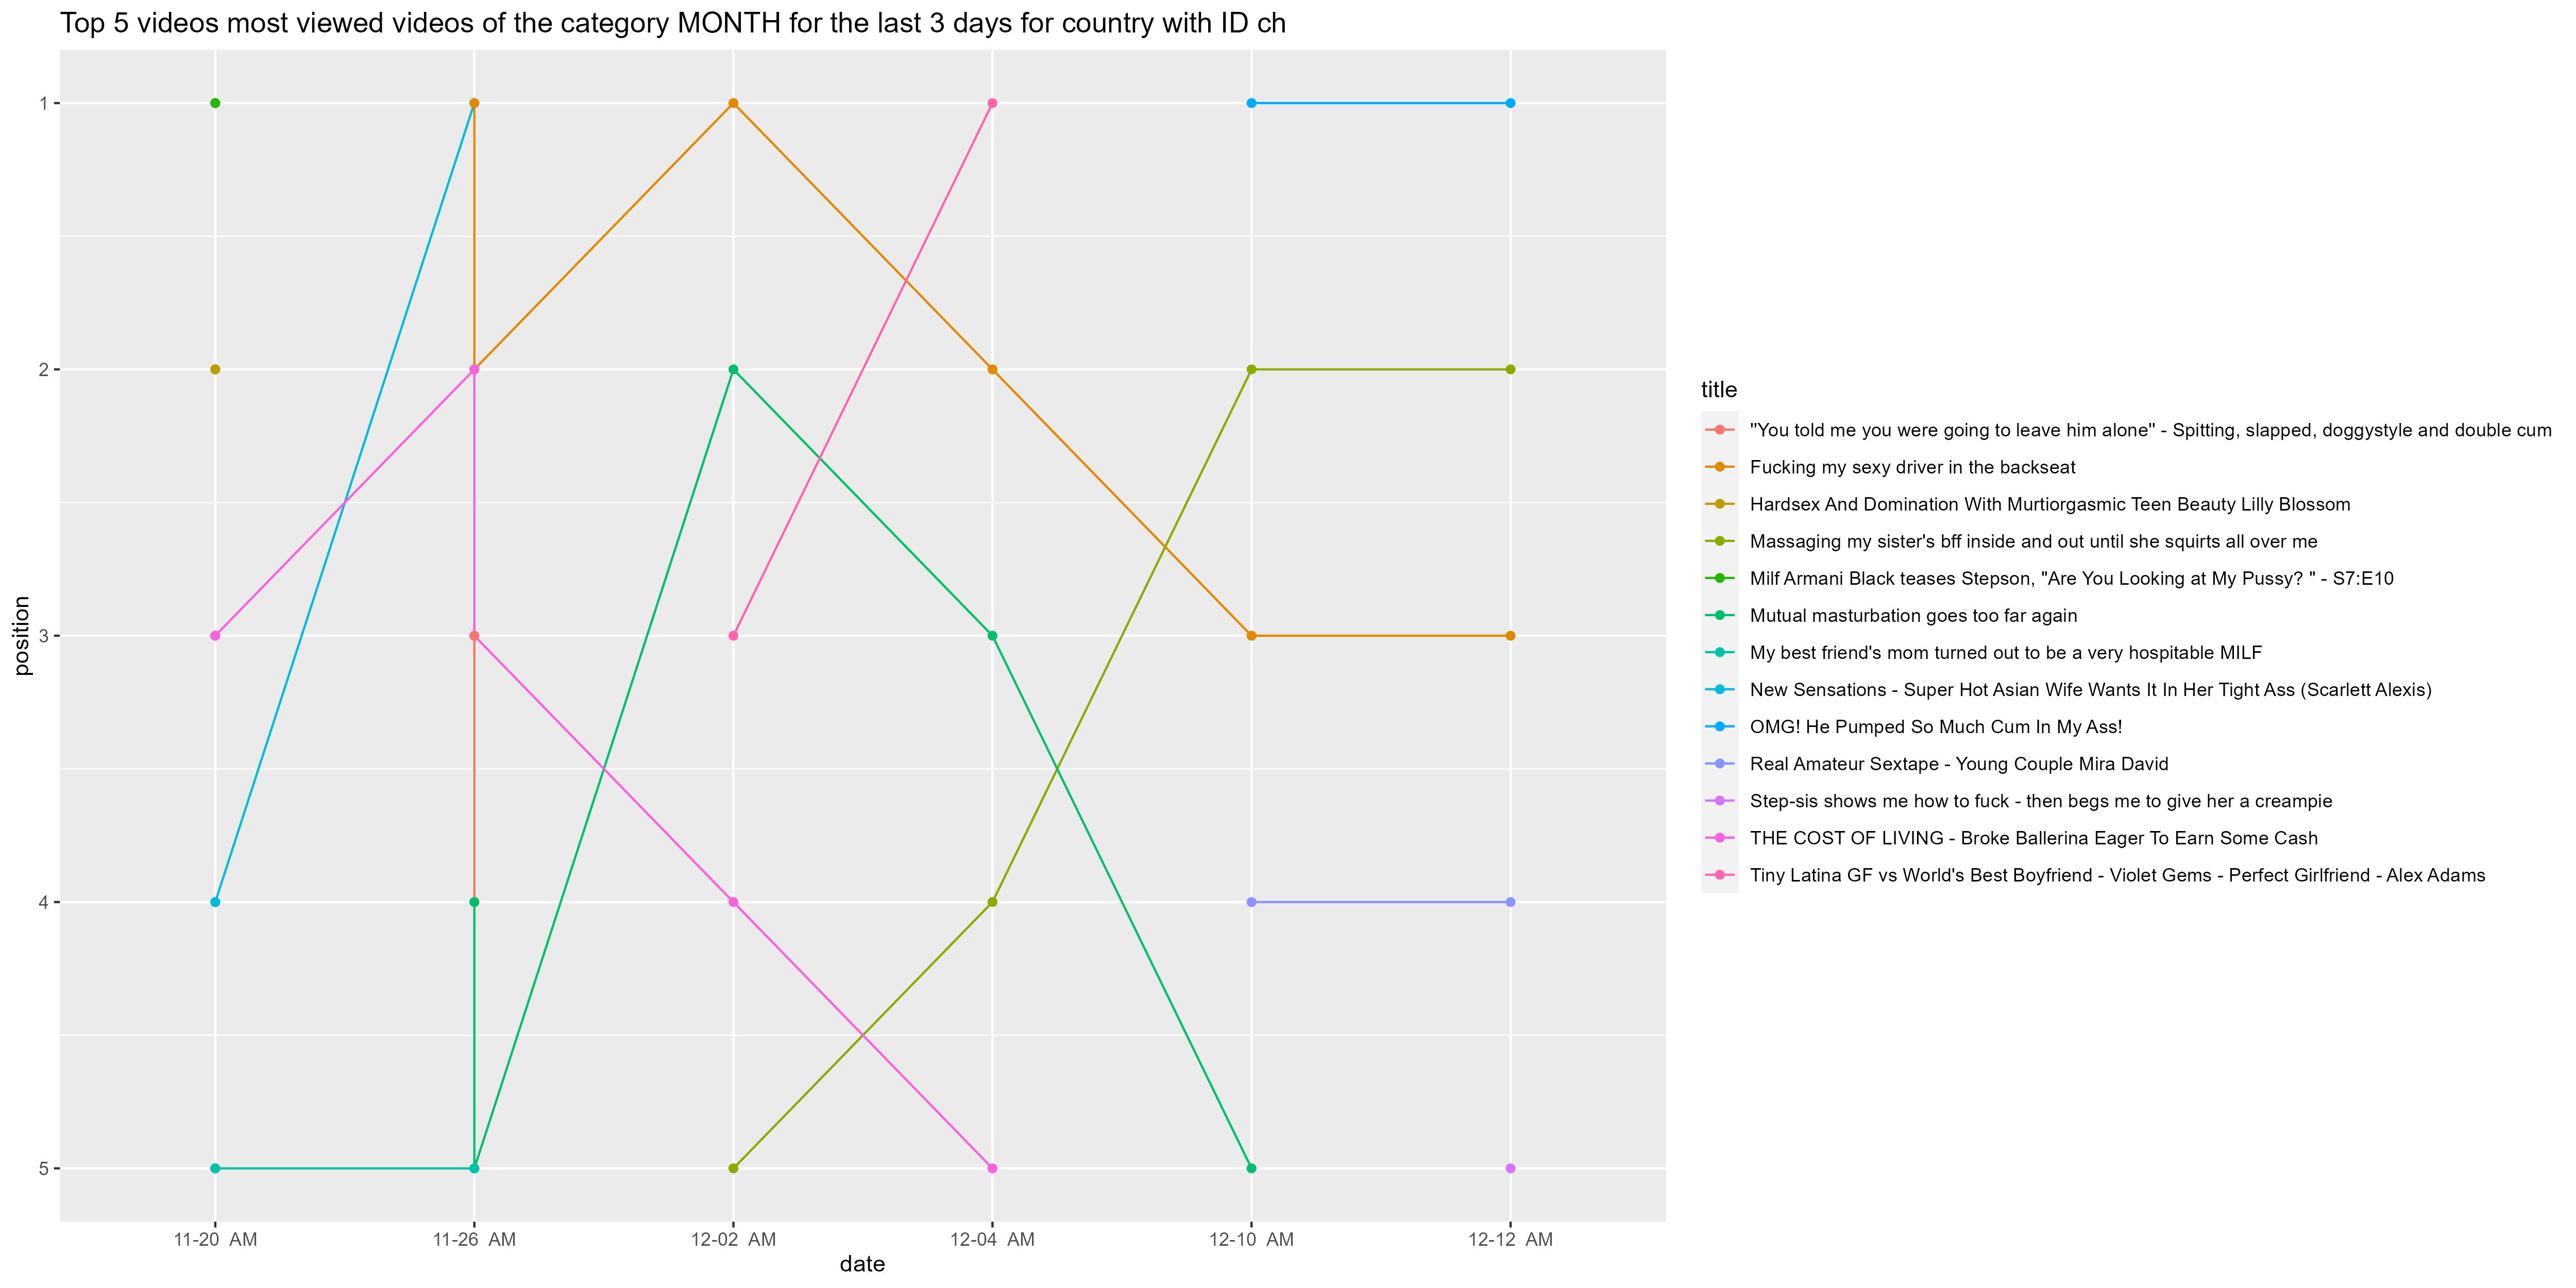 Top 5 videos most viewed videos of the category MONTH for the last 3 days for country with ID ch
1
2
3
4
5
position
11-20 AM
11-26 AM
12-02 AM
12-04 AM
12-10 AM
12-12 AM
date
title
"You told me you were going to leave him alone" - Spitting, slapped, doggystyle and double cum
Fucking my sexy driver in the backseat
Hardsex And Domination With Murtiorgasmic Teen Beauty Lilly Blossom
Massaging my sister's bff inside and out until she squirts all over me
Milf Armani Black teases Stepson, "Are You Looking at My Pussy? " - S7:E10
Mutual masturbation goes too far again
My best friend's mom turned out to be a very hospitable MILF
New Sensations - Super Hot Asian Wife Wants It In Her Tight Ass (Scarlett Alexis)
OMG! He Pumped So Much Cum In My Ass!
Real Amateur Sextape - Young Couple Mira David
Step-sis shows me how to fuck - then begs me to give her a creampie
THE COST OF LIVING - Broke Ballerina Eager To Earn Some Cash
Tiny Latina GF vs World's Best Boyfriend - Violet Gems - Perfect Girlfriend - Alex Adams